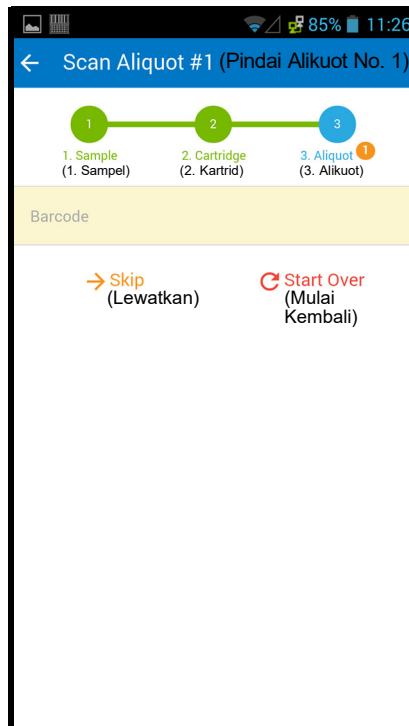 85% 11:26
Scan Aliquot #1 (Pindai Alikuot No. 1)
1 2 3
1. Sample 2. Cartridge 3. Aliquot 1
(1. Sampel) (2. Kartrid) (3. Alikuot)
Barcode
Skip Start Over
(Lewatkan) (Mulai
Kembali)